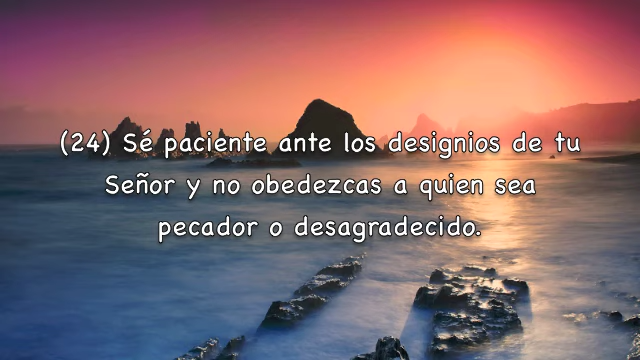 (24) Sé paciente ante los designios de tu
Señor y no obedezcas a quien sea
pecador o desagradecido.